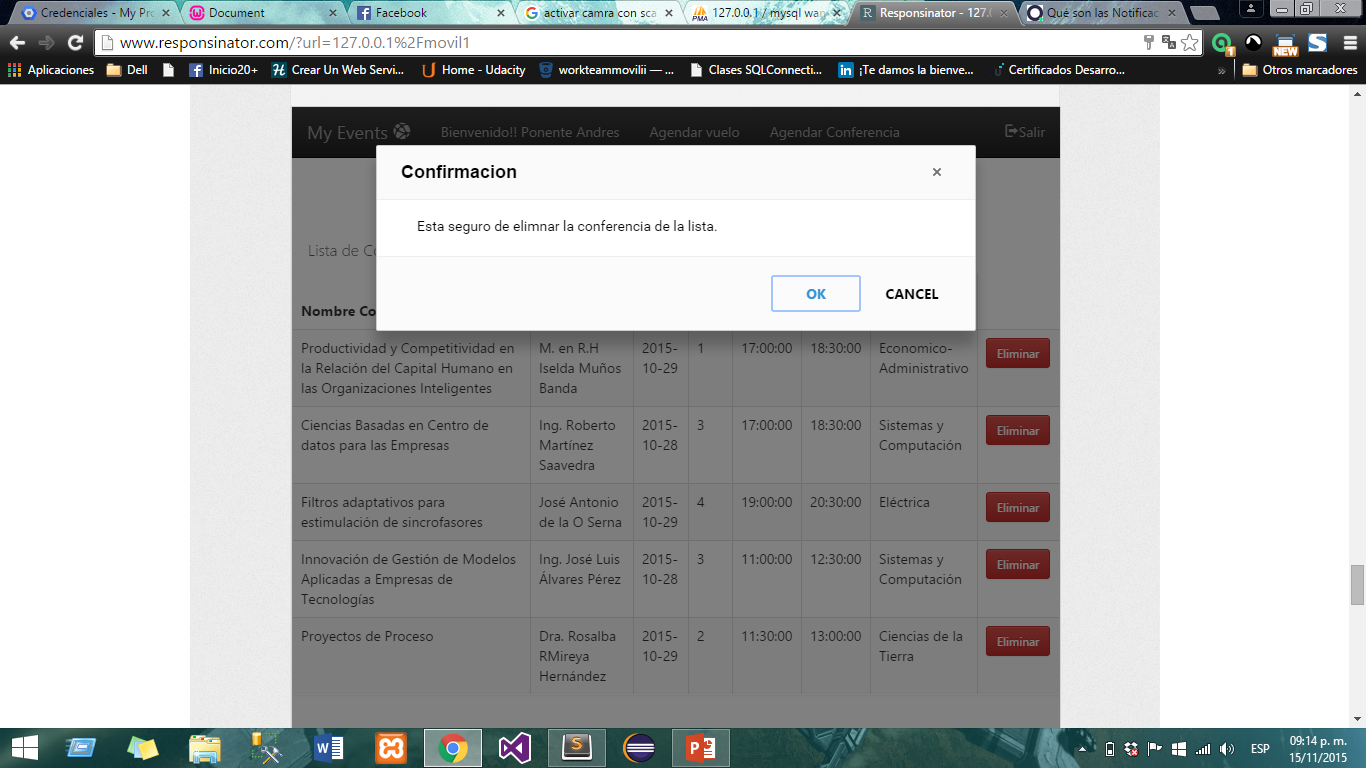 Credenciales - My Pro
Document
Facebook
activar camra con sca
127.0.0.1 / mysql wam
Responsinator - 127.0
Qué son las Notificac
www.responsinator.com/?url=127.0.0.1%2Fmovil1
1
NEW
S
Aplicaciones
Dell
Inicio20+
Crear Un Web Servi...
Home - Udacity
workteammovilii — ...
Clases SQLConnecti...
¡Te damos la bienve...
Certificados Desarro...
»
Otros marcadores
My Events
Bienvenido!! Ponente Andres
Agendar vuelo
Agendar Conferencia
Salir
Confirmacion
×
Esta seguro de elimnar la conferencia de la lista.
OK
CANCEL
Lista de Co
Nombre Co
Productividad y Competitividad en
la Relación del Capital Humano en
las Organizaciones Inteligentes
M. en R.H
Iselda Muños
Banda
2015-
10-29
1
17:00:00
18:30:00
Economico-
Administrativo
Eliminar
Ciencias Basadas en Centro de
datos para las Empresas
Ing. Roberto
Martínez
Saavedra
2015-
10-28
3
17:00:00
18:30:00
Sistemas y
Computación
Eliminar
Filtros adaptativos para
estimulación de sincrofasores
José Antonio
de la O Serna
2015-
10-29
4
19:00:00
20:30:00
Eléctrica
Eliminar
Innovación de Gestión de Modelos
Aplicadas a Empresas de
Tecnologías
Ing. José Luis
Álvares Pérez
2015-
10-28
3
11:00:00
12:30:00
Sistemas y
Computación
Eliminar
Proyectos de Proceso
Dra. Rosalba
RMireya
Hernández
2015-
10-29
2
11:30:00
13:00:00
Ciencias de la
Tierra
Eliminar
ESP
09:14 p. m.
15/11/2015